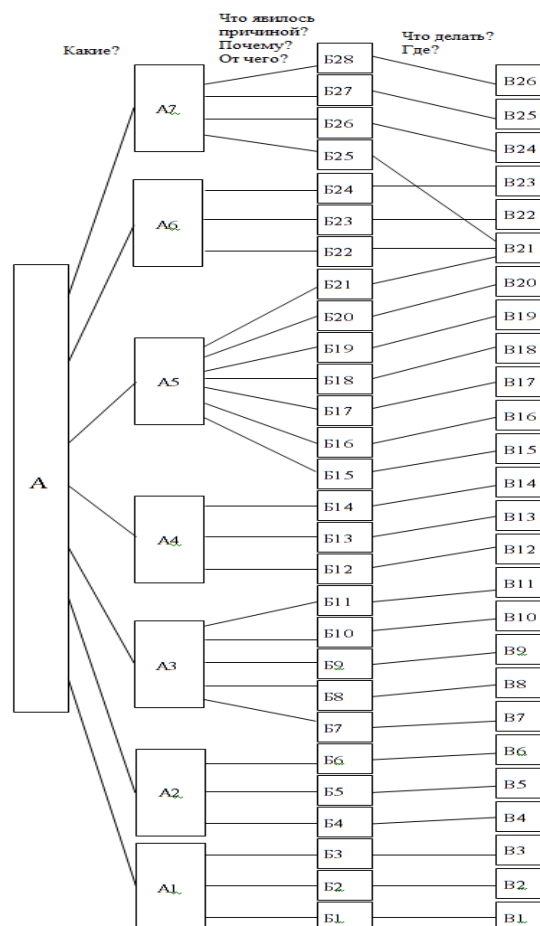 Какие?
Что явилось
причиной?
Почему?
От чего?
Что делать?
Где?
А
А7
А6
А5
А4
А3
А2
А1
Б28
Б27
Б26
Б25
Б24
Б23
Б22
Б21
Б20
Б19
Б18
Б17
Б16
Б15
Б14
Б13
Б12
Б11
Б10
Б9
Б8
Б7
Б6
Б5
Б4
Б3
Б2
Б1
В26
В25
В24
В23
В22
В21
В20
В19
В18
В17
В16
В15
В14
В13
В12
В11
В10
В9
В8
В7
В6
В5
В4
В3
В2
В1